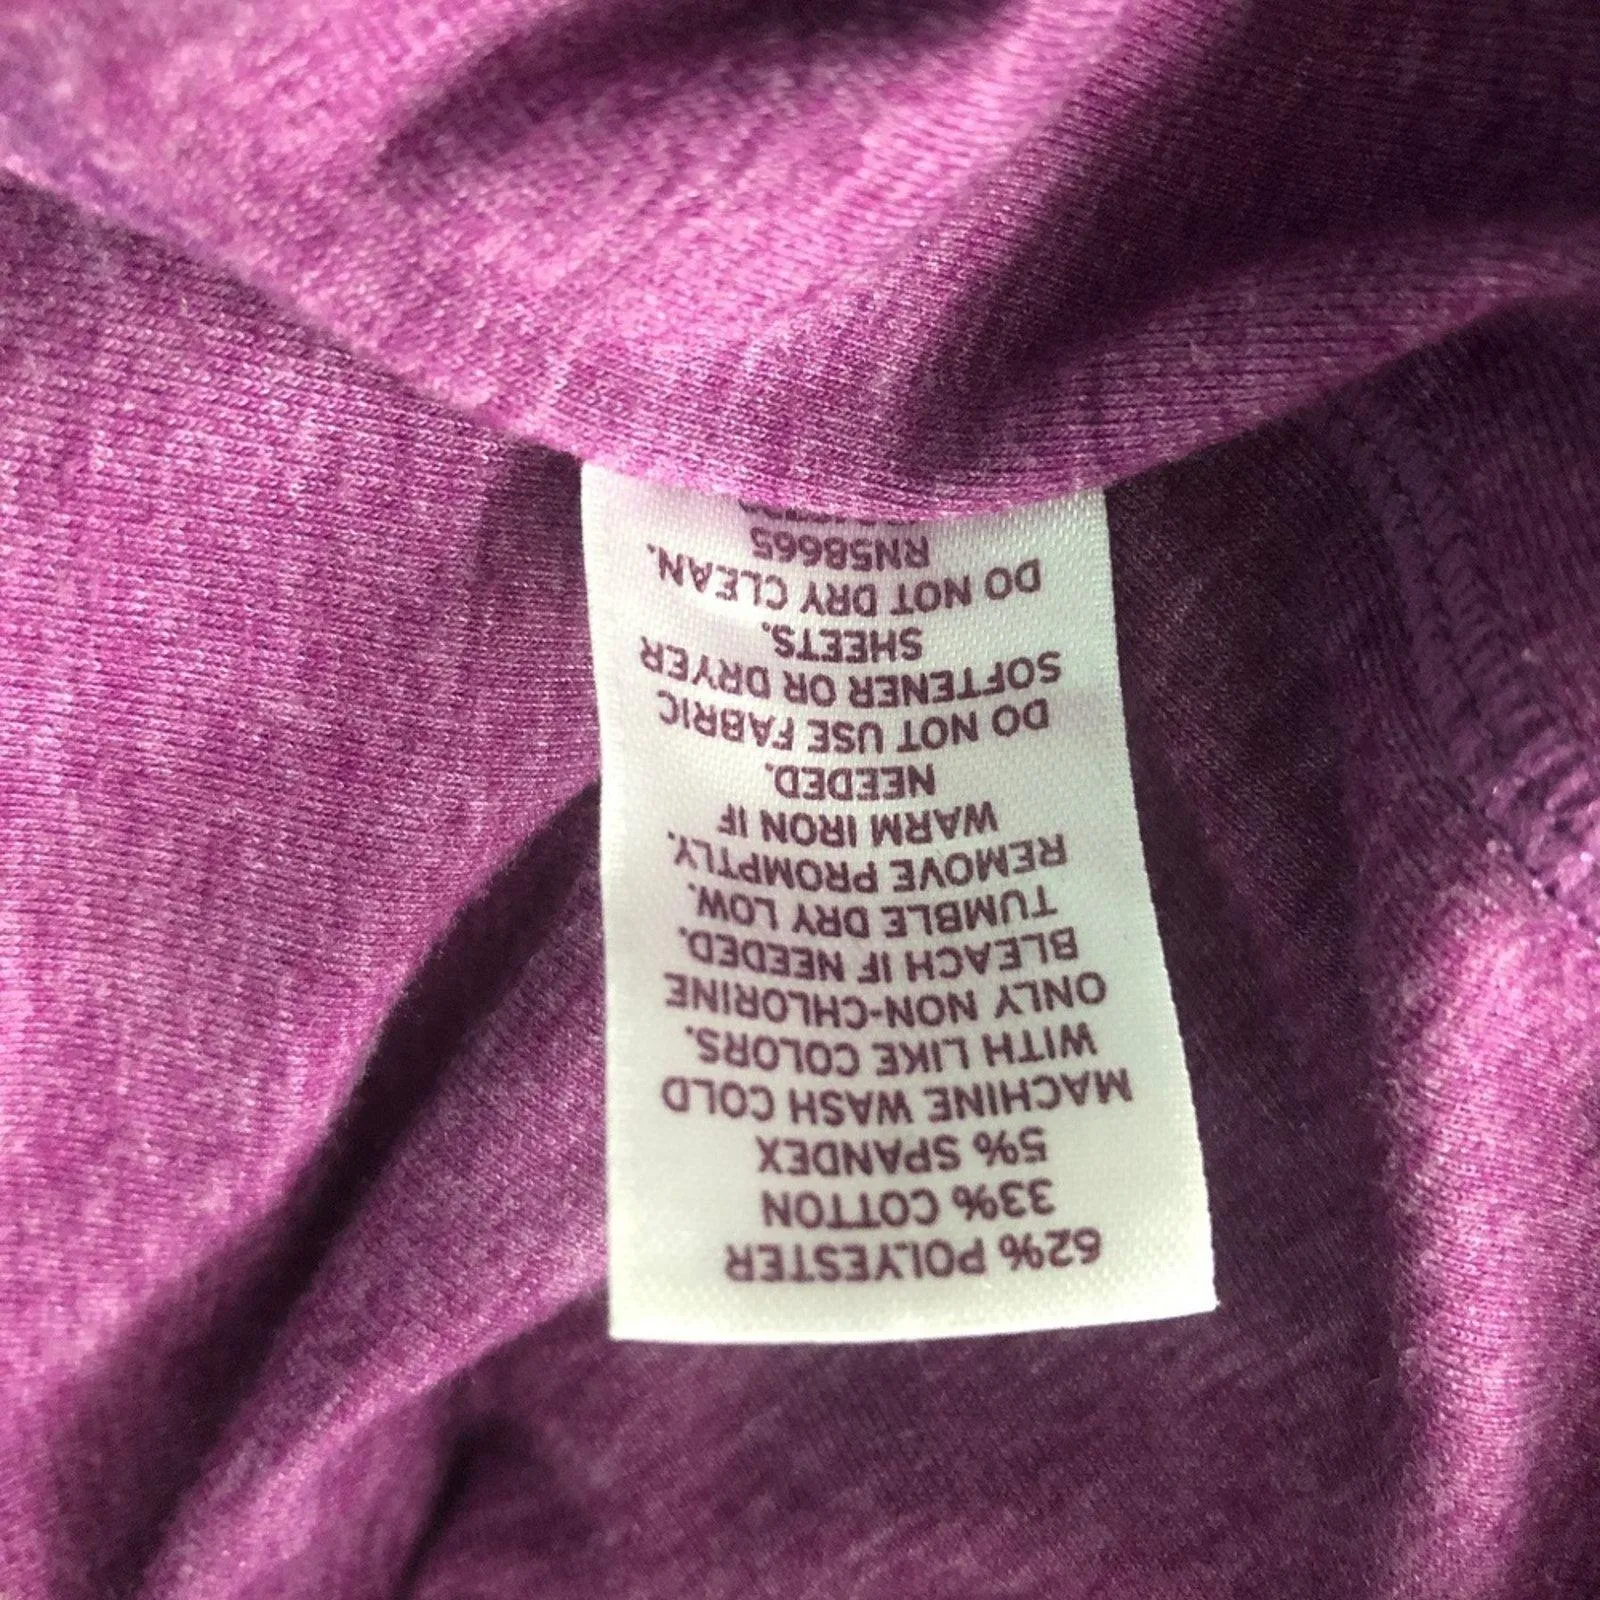 62% POLYESTER
33% COTTON
5% SPANDEX
MACHINE WASH COLD
WITH LIKE COLORS.
ONLY NON-CHLORINE
BLEACH IF NEEDED.
TUMBLE DRY LOW.
REMOVE PROMPTLY.
WARM IRON IF
NEEDED.
DO NOT USE FABRIC
SOFTENER OR DRYER
SHEETS.
DO NOT DRY CLEAN.
RN58665